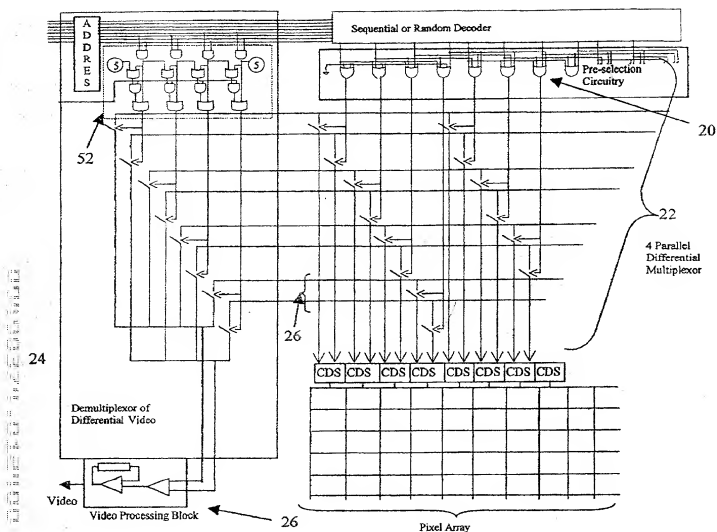 A
D
D
R
E
S
Sequential or Random Decoder
S
S
Pre-selection
Circuitry
52
20
22
4 Parallel
Differential
Multiplexor
26
24
CDS CDS CDS CDS CDS CDS CDS CDS
Demultiplexor of
Differential Video
Video
Video Processing Block
26
Pixel Array